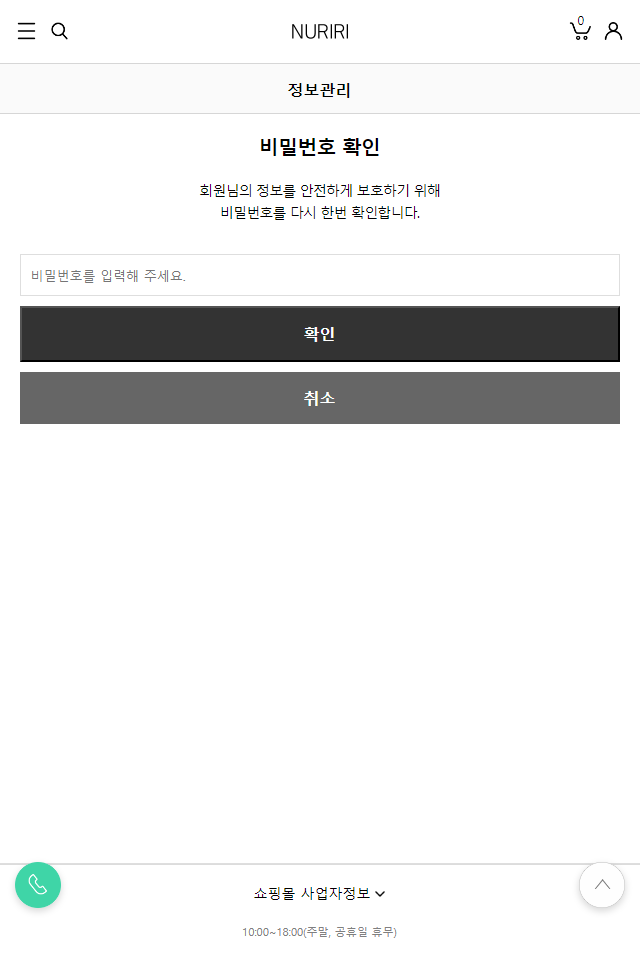 NURIRI
0
정보관리
비밀번호 확인
회원님의 정보를 안전하게 보호하기 위해
비밀번호를 다시 한번 확인합니다.
비밀번호를 입력해 주세요.
확인
취소
쇼핑몰 사업자정보
10:00~18:00(주말, 공휴일 휴무)